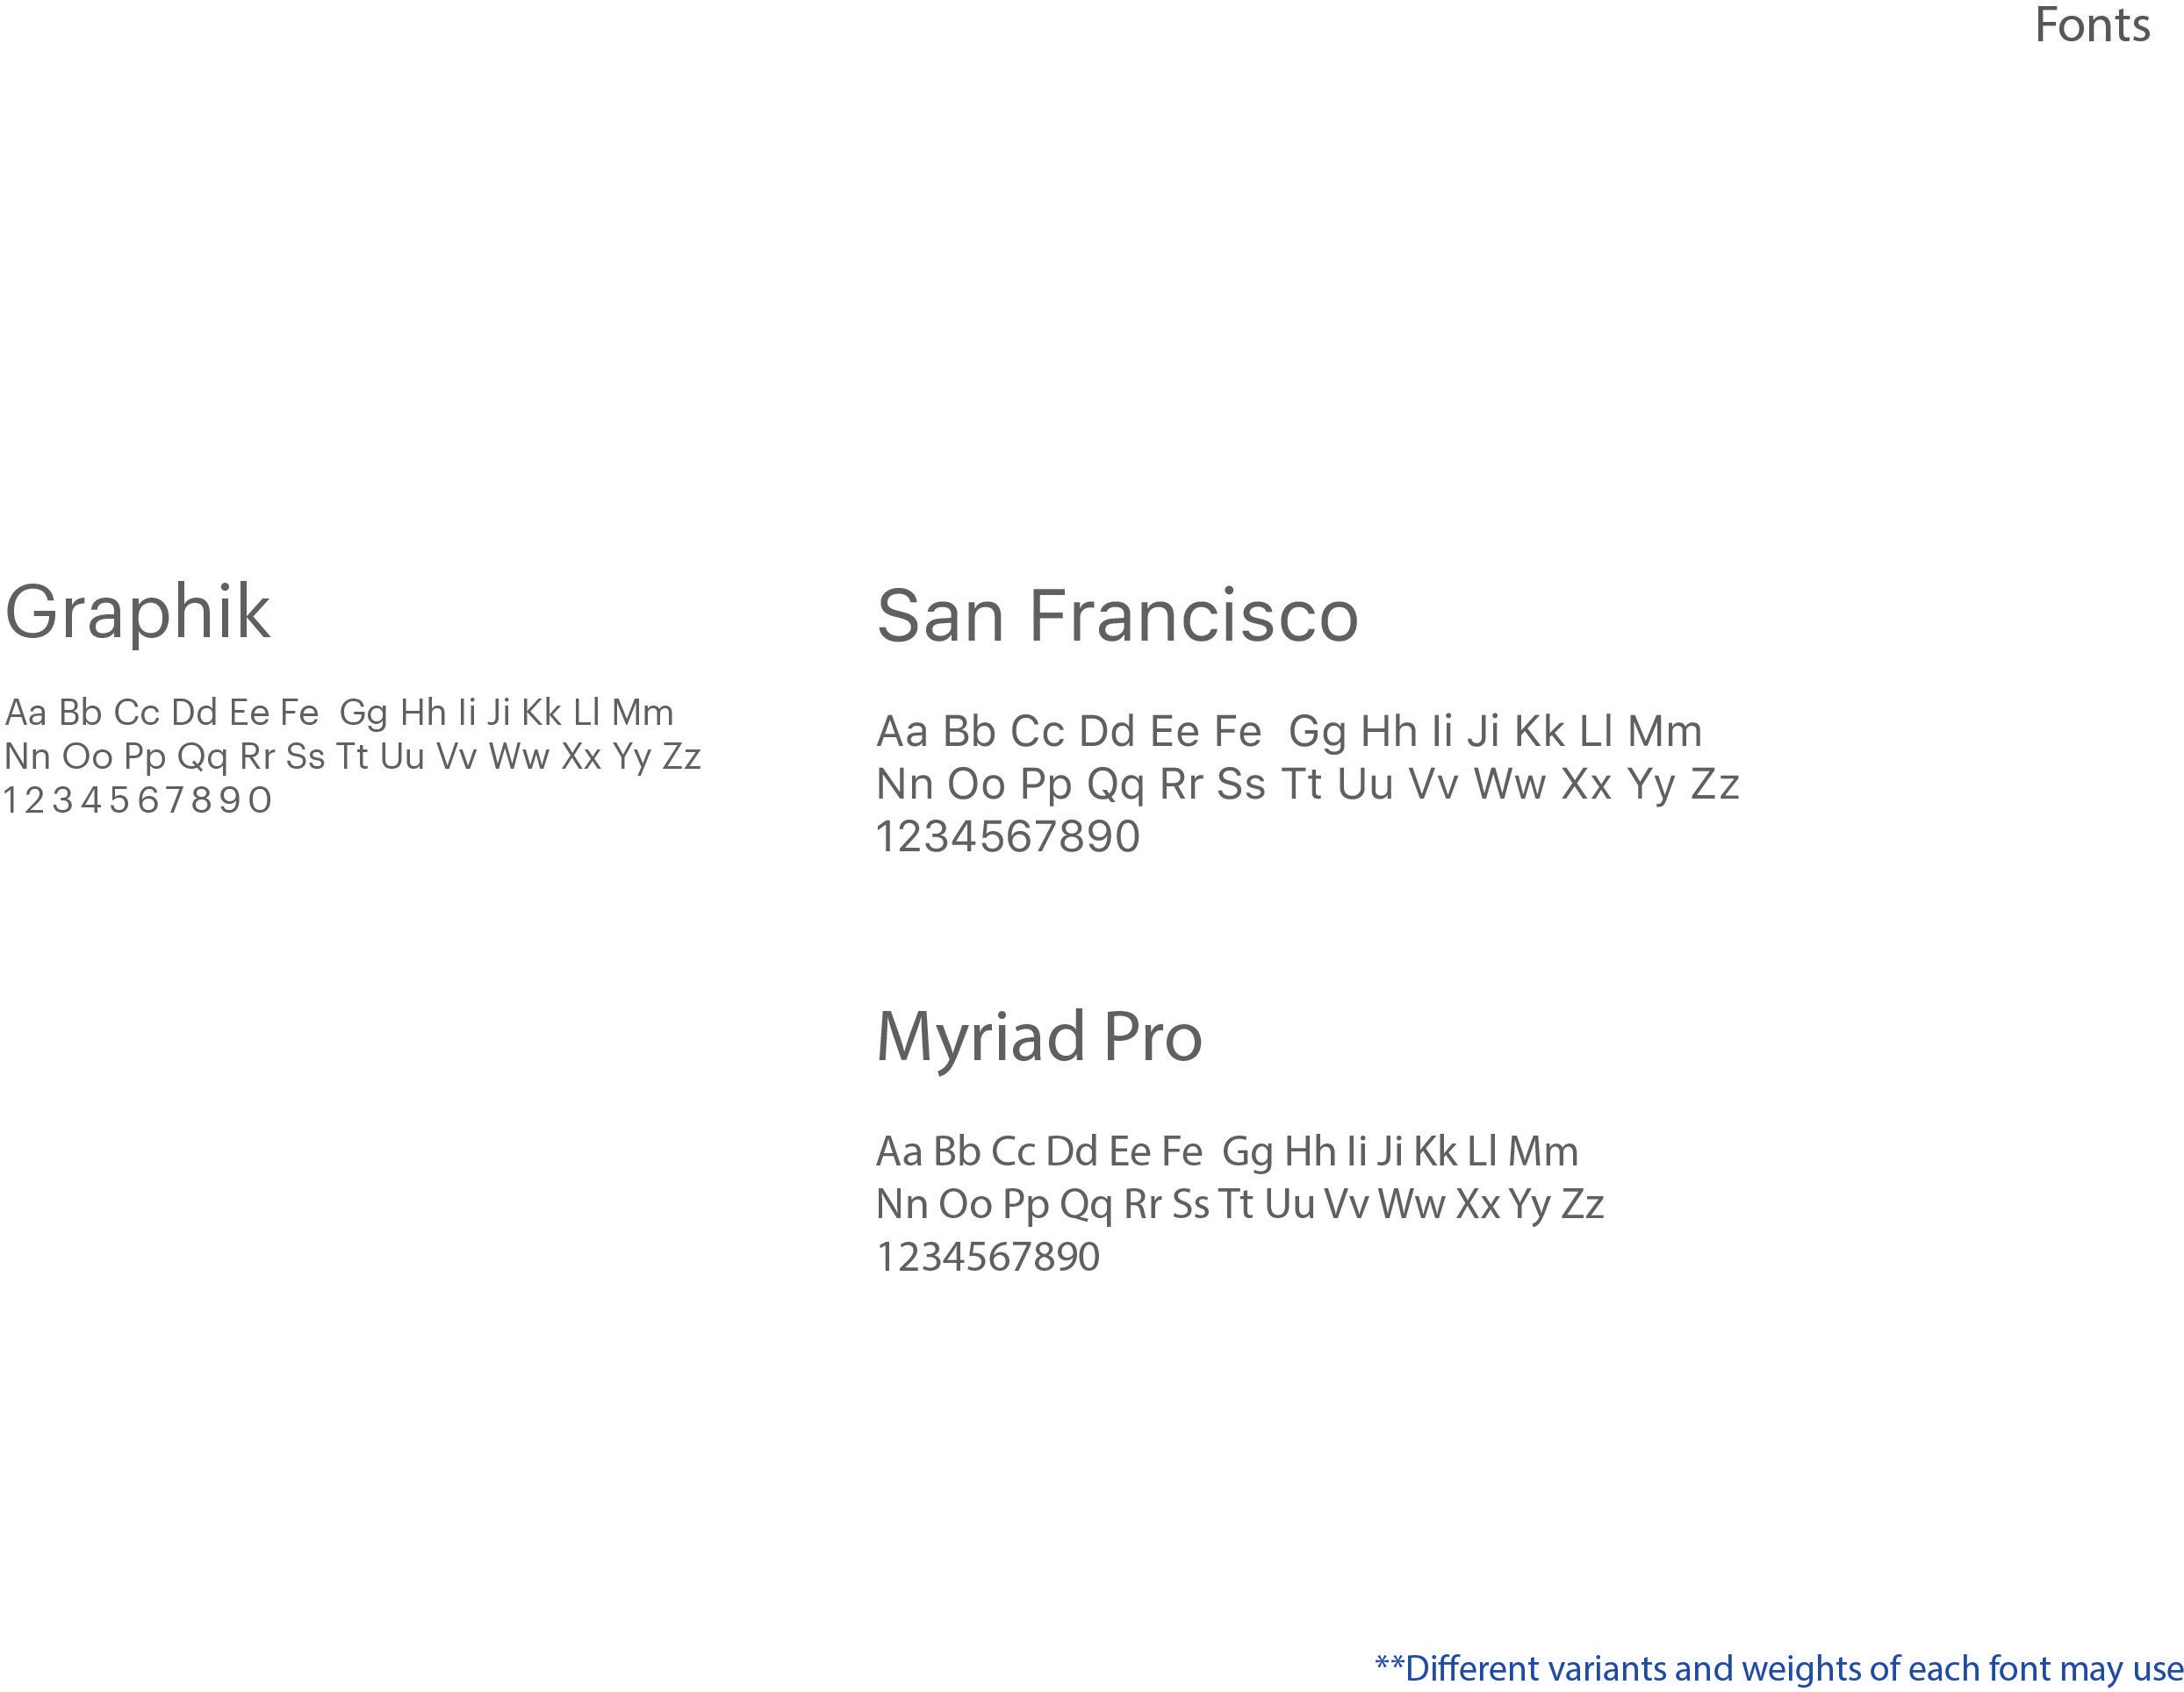 Fonts
Graphik
Aa Bb Cc Dd Ee Fe Gg Hh Ii Ji Kk Ll Mm
Nn Oo Pp Qq Rr Ss Tt Uu Vv Ww Xx Yy Zz
1 2 3 4 5 6 7 8 9 0
San Francisco
Aa Bb Cc Dd Ee Fe Gg Hh Ii Ji Kk Ll Mm
Nn Oo Pp Qq Rr Ss Tt Uu Vv Ww Xx Yy Zz
1234567890
Myriad Pro
Aa Bb Cc Dd Ee Fe Gg Hh Ii Ji Kk Ll Mm
Nn Oo Pp Qq Rr Ss Tt Uu Vv Ww Xx Yy Zz
1234567890
**Different variants and weights of each font may use